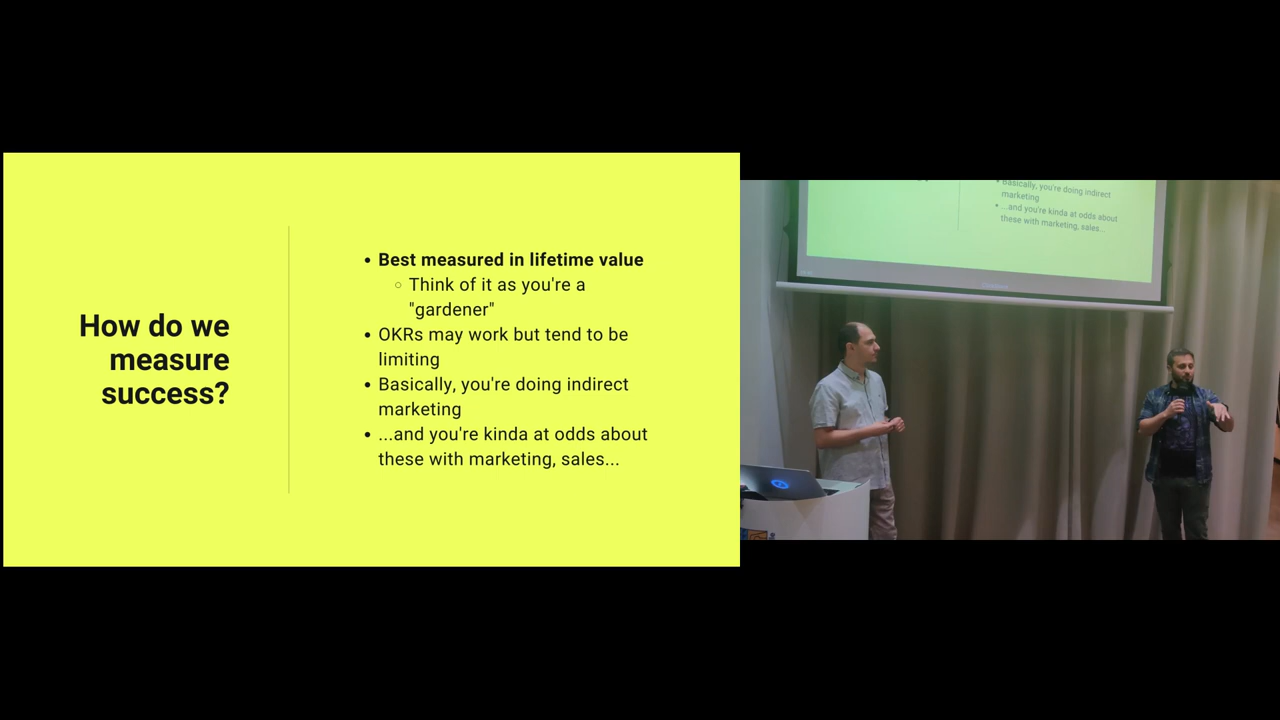 How do we
measure
success?
• Best measured in lifetime value
○ Think of it as you're a
"gardener"
• OKRs may work but tend to be
limiting
• Basically, you're doing indirect
marketing
• ...and you're kinda at odds about
these with marketing, sales...
• Basically, you're doing indirect
marketing
• ...and you're kinda at odds about
these with marketing, sales...